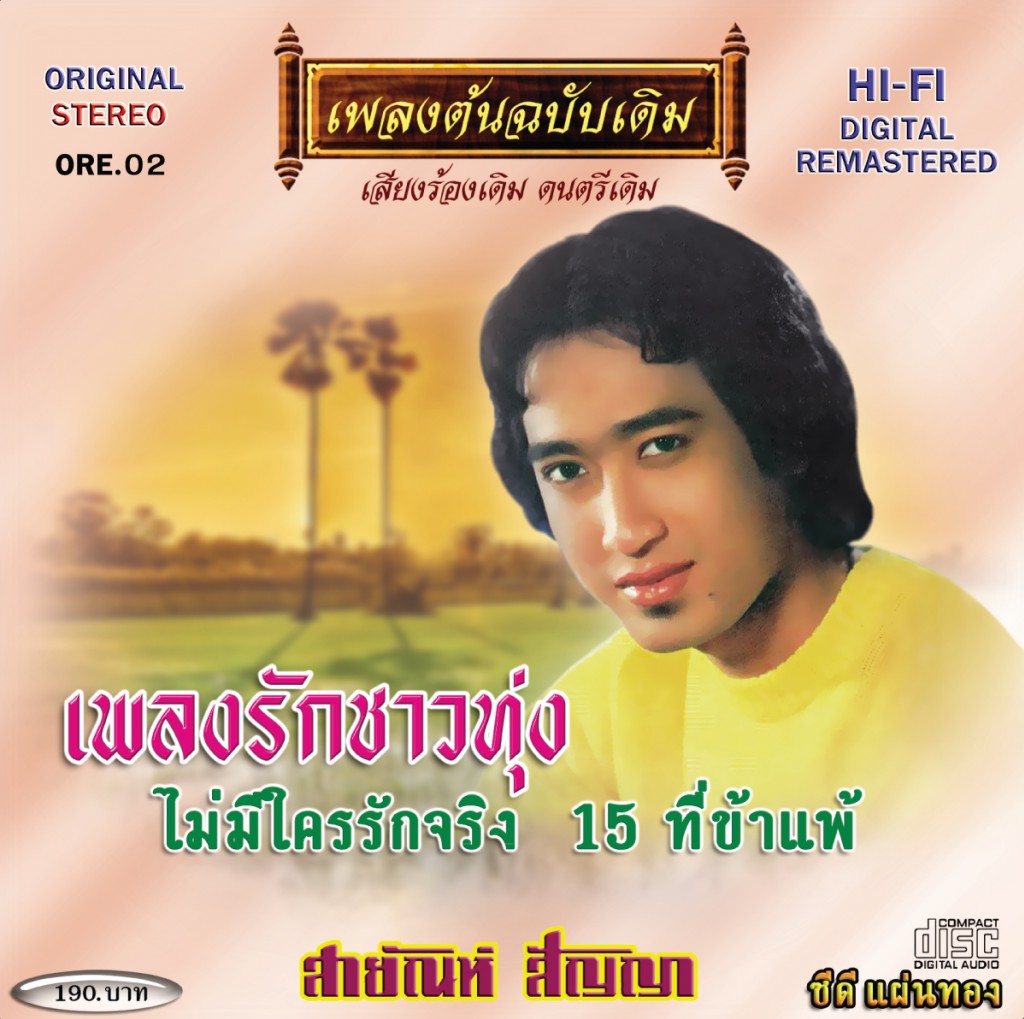 ORIGINAL
STEREO
ORE.02
เพลงต้นฉบับเดิม
เสียงร้องเดิม ดนตรีเดิม
HI-FI
DIGITAL
REMASTERED
เพลงรักชาวทุ่ง
ไม่มีใครรักจริง 15 ที่ข้าแพ้
สายัณห์ สัญญา
190.บาท
COMPACT
disc
DIGITAL AUDIO
ซีดี แผ่นทอง